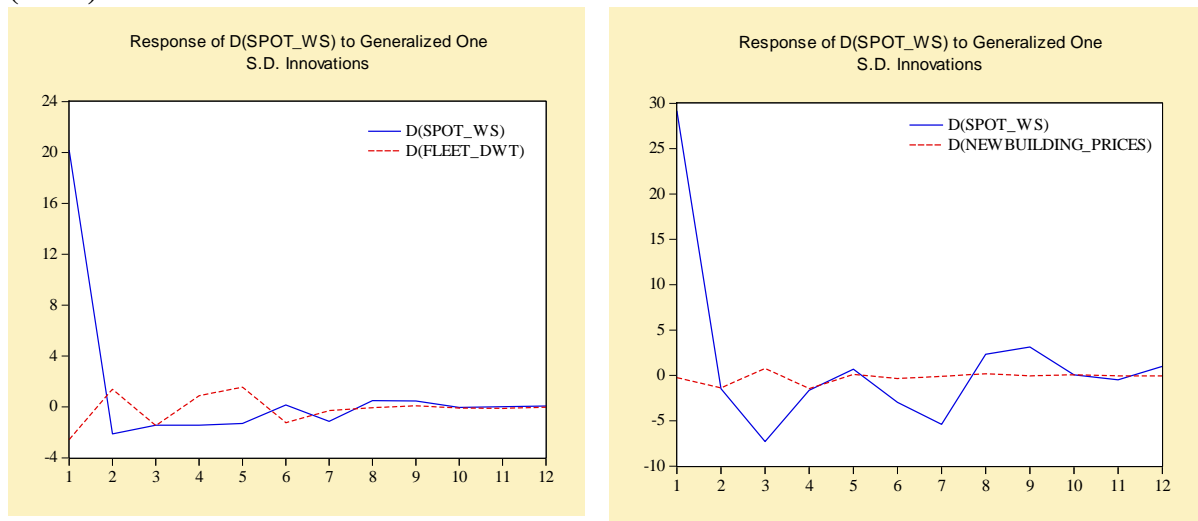 Response of D(SPOT_WS) to Generalized One
S.D. Innovations
24
20
16
12
8
4
0
-4
1 2 3 4 5 6 7 8 9 10 11 12
D(SPOT_WS)
D(FLEET_DWT)
Response of D(SPOT_WS) to Generalized One
S.D. Innovations
30
25
20
15
10
5
0
-5
-10
1 2 3 4 5 6 7 8 9 10 11 12
D(SPOT_WS)
D(NEWBUILDING_PRICES)